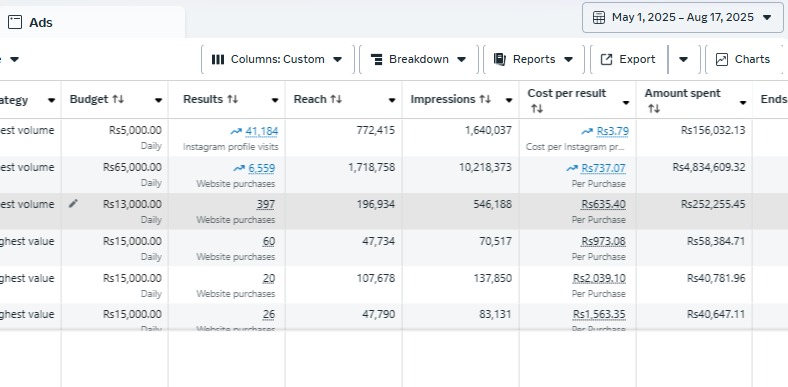 Ads
May 1, 2025 – Aug 17, 2025
Columns: Custom Breakdown Reports Export Charts
ategy Budget Results Reach Impressions Cost per result Amount spent Ends
est volume Rs5,000.00 41,184 772,415 1,640,037 Rs3.79 Rs156,032.13
Daily Instagram profile visits Cost per Instagram pr...
est volume Rs65,000.00 6,559 1,718,758 10,218,373 Rs737.07 Rs4,834,609.32
Daily Website purchases Per Purchase
est volume Rs13,000.00 397 196,934 546,188 Rs635.40 Rs252,255.45
Daily Website purchases Per Purchase
ghest value Rs15,000.00 60 47,734 70,517 Rs973.08 Rs58,384.71
Daily Website purchases Per Purchase
ghest value Rs15,000.00 20 107,678 137,850 Rs2,039.10 Rs40,781.96
Daily Website purchases Per Purchase
ghest value Rs15,000.00 26 47,790 83,131 Rs1,563.35 Rs40,647.11
Daily Website purchases Per Purchase